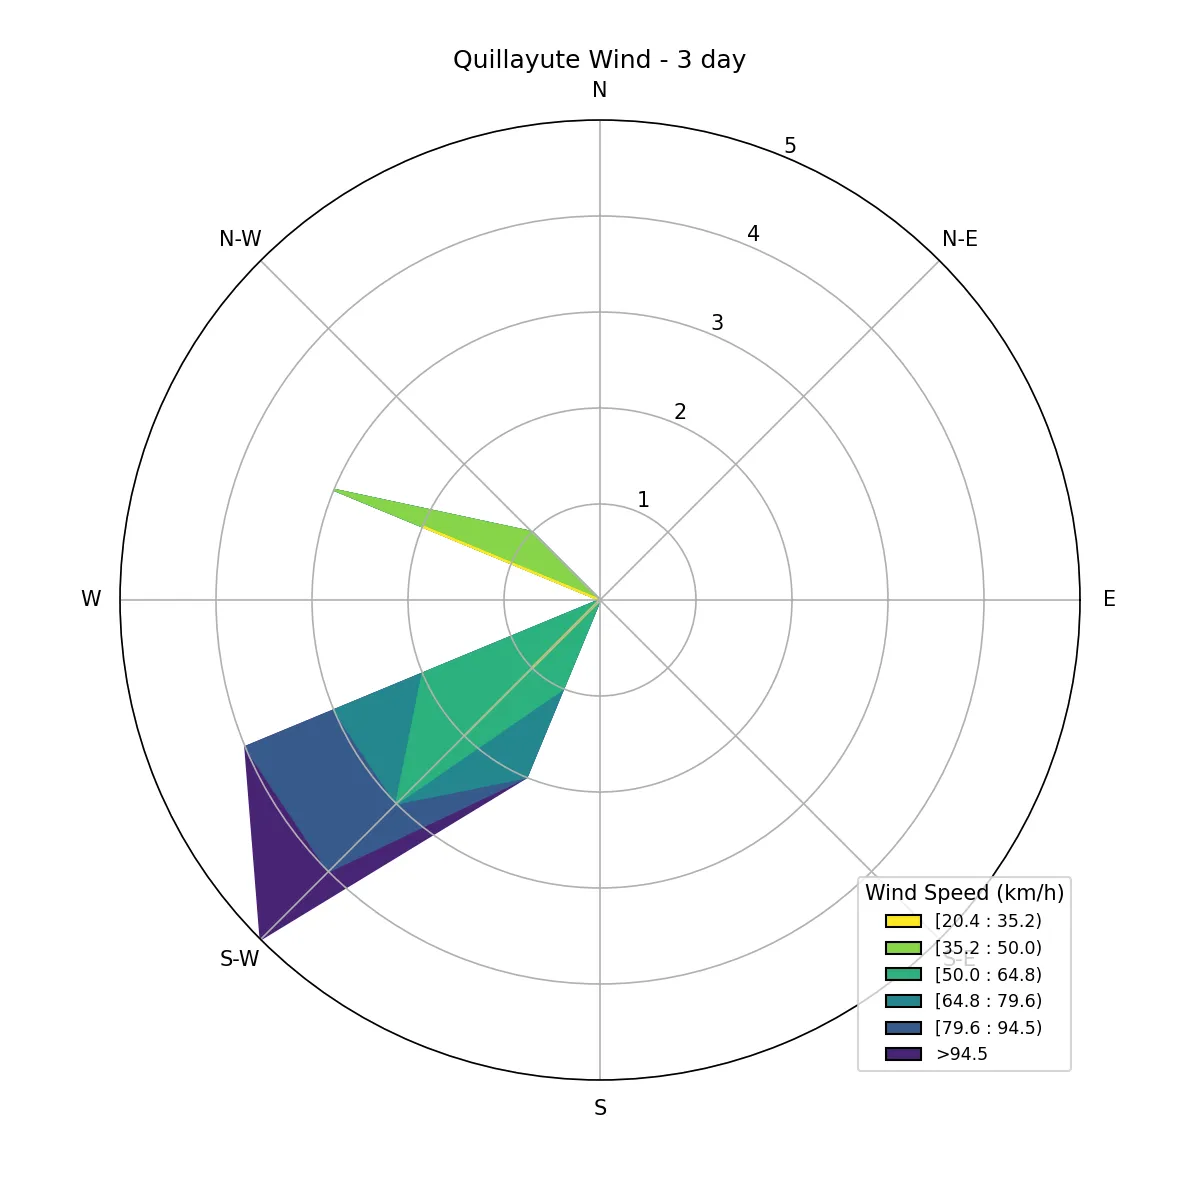 Quillayute Wind - 3 day
N
5
N-W
4
N-E
3
2
1
W
E
Wind Speed (km/h)
[20.4 : 35.2)
[35.2 : 50.0)
S-W
S-E
[50.0 : 64.8)
[64.8 : 79.6)
[79.6 : 94.5)
>94.5
S